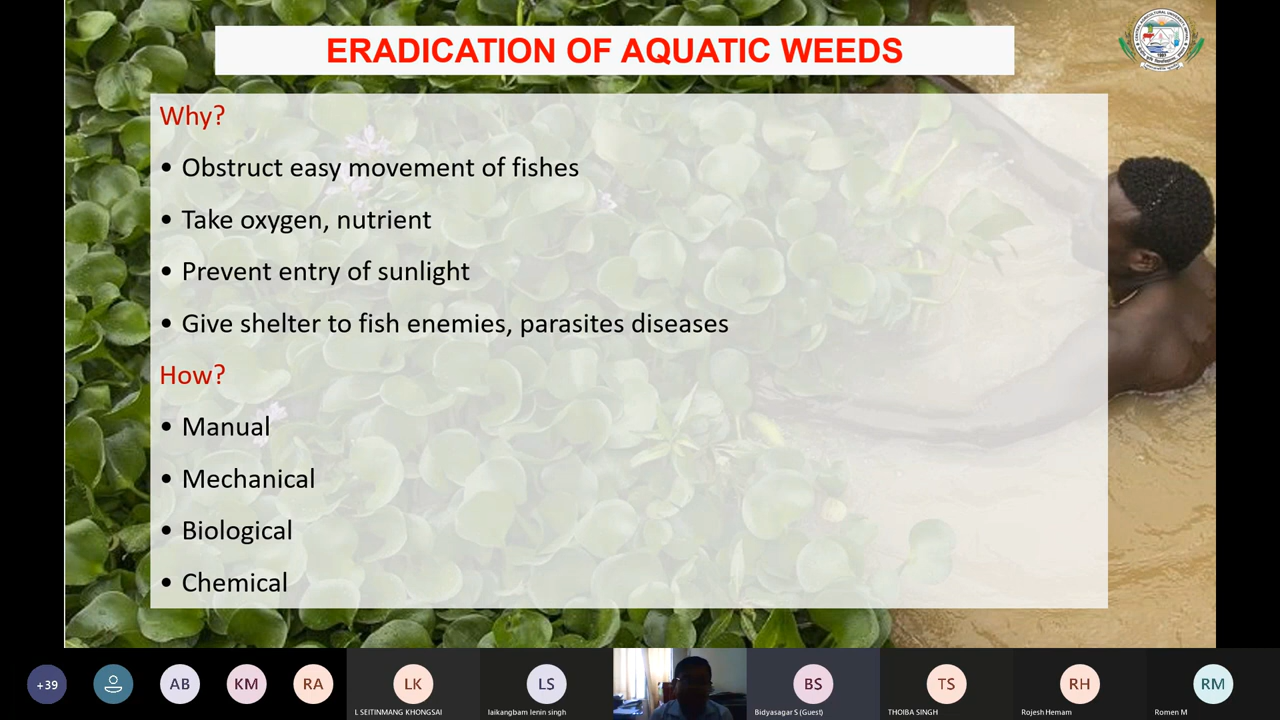 ERADICATION OF AQUATIC WEEDS
Why?
• Obstruct easy movement of fishes
• Take oxygen, nutrient
• Prevent entry of sunlight
• Give shelter to fish enemies, parasites diseases
How?
• Manual
• Mechanical
• Biological
• Chemical
+39
AB
KM
RA
LK
LS
BS
TS
RH
RM
L SEITINMANG KHONGSAI
laikangbam lenin singh
Bidyasagar S (Guest)
THOIBA SINGH
Rojesh Hemam
Romen M